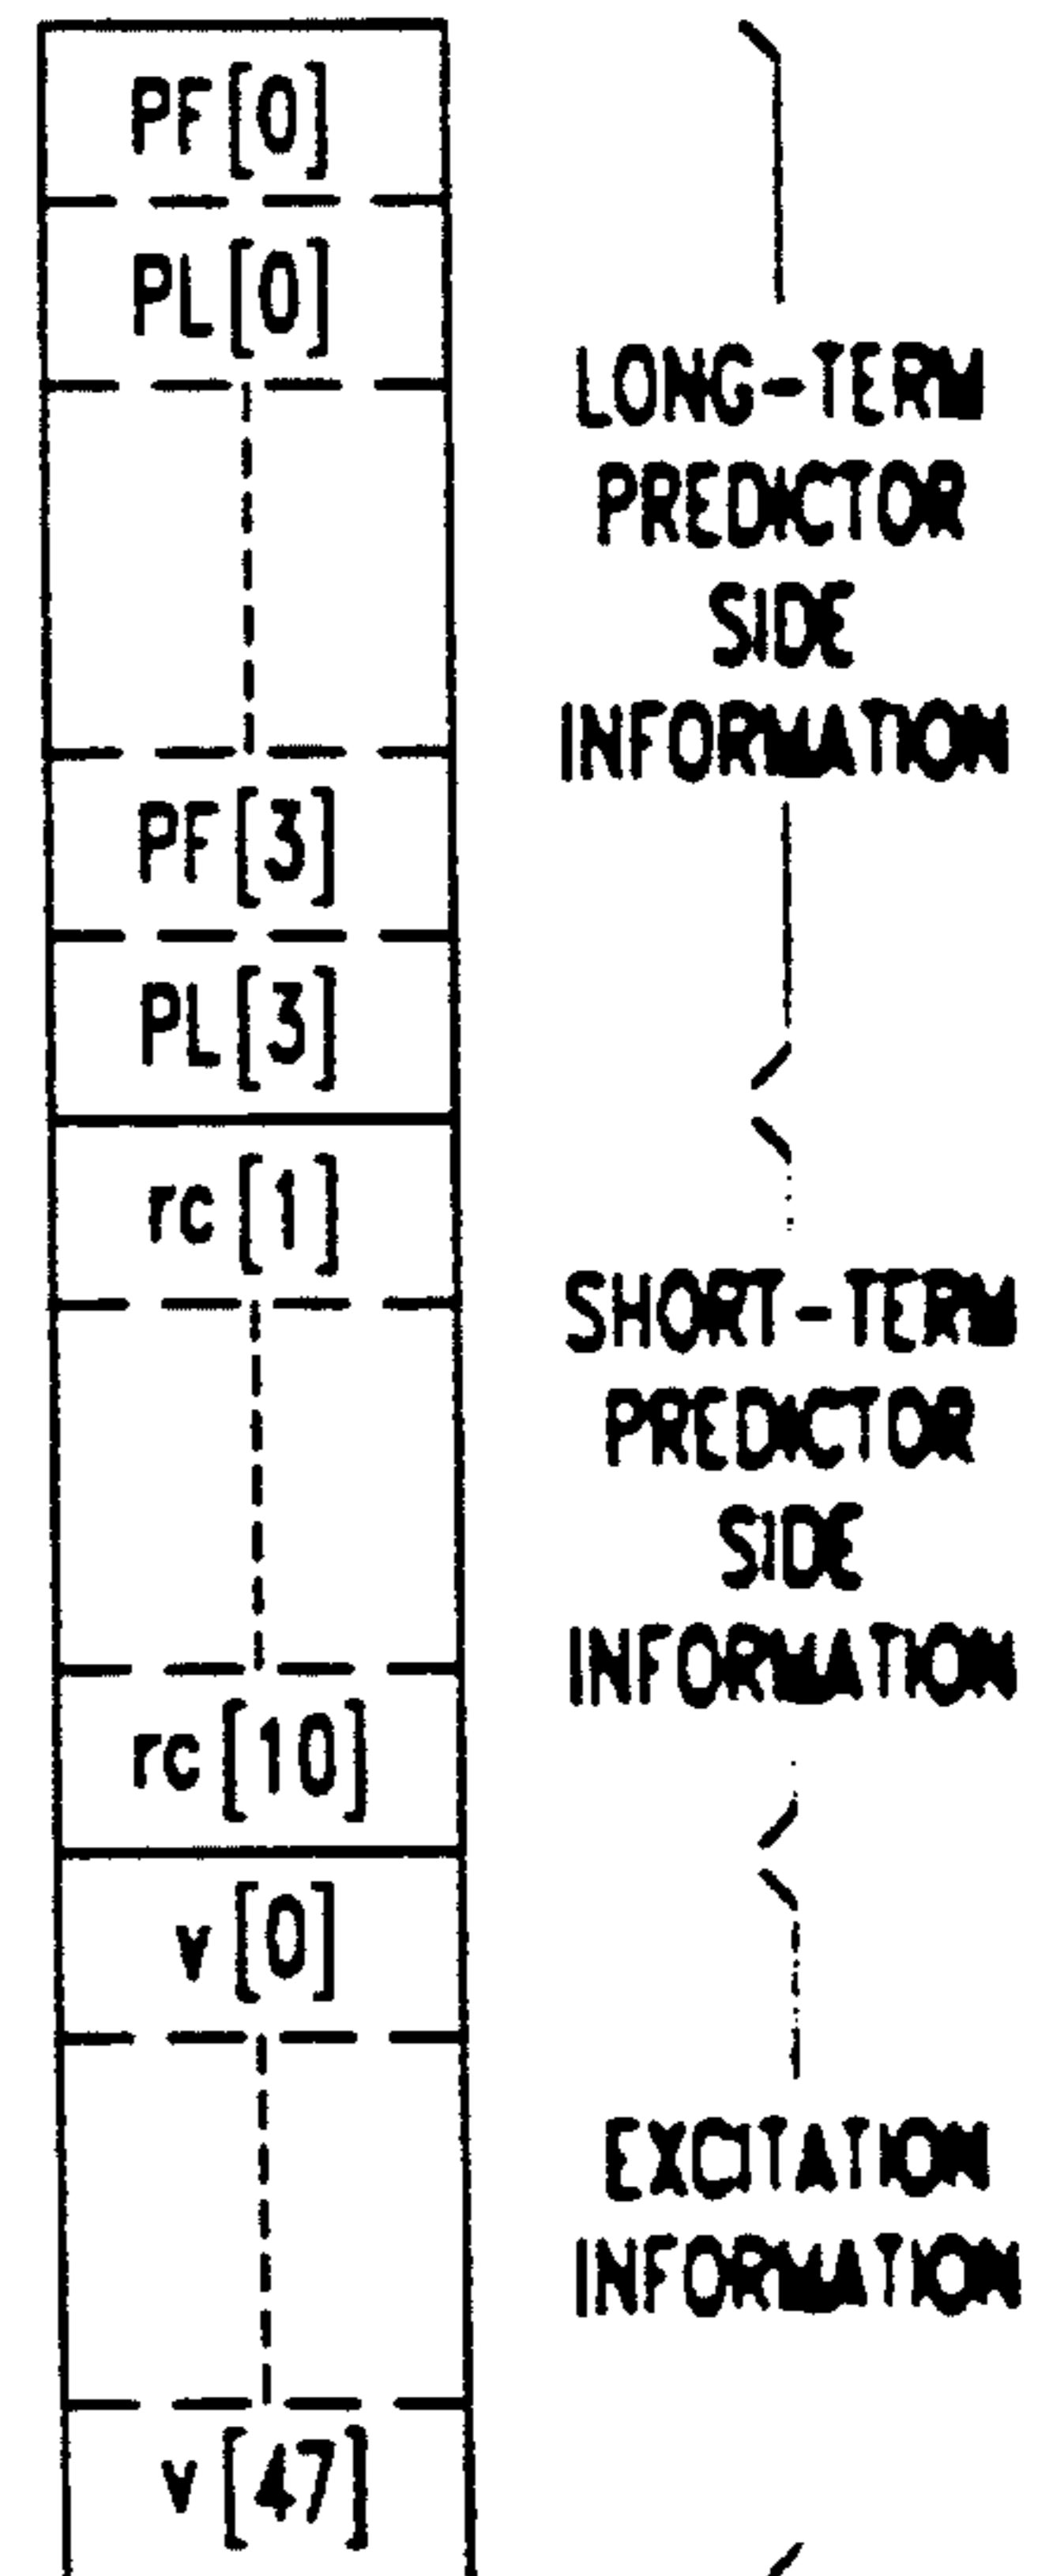 PF[0]
PL[0]
LONG-TERM
PREDICTOR
SIDE
INFORMATION
PF[3]
PL[3]
rc[1]
SHORT-TERM
PREDICTOR
SIDE
INFORMATION
rc[10]
v[0]
EXCITATION
INFORMATION
v[47]